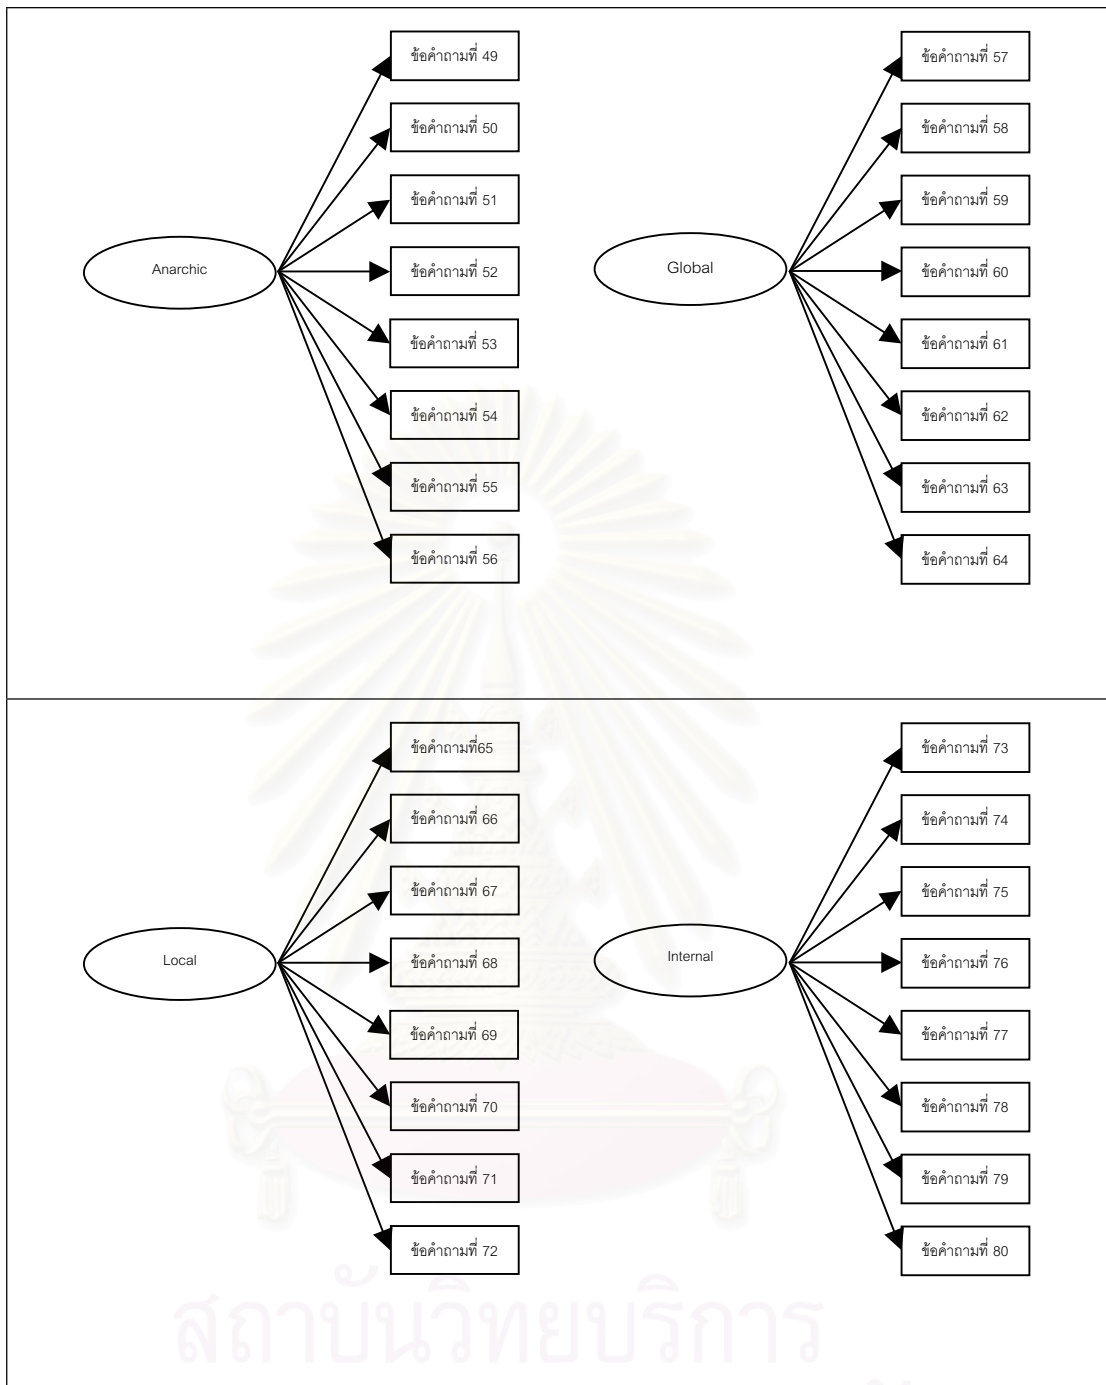 Anarchic
ข้อคำถามที่ 49
ข้อคำถามที่ 50
ข้อคำถามที่ 51
ข้อคำถามที่ 52
ข้อคำถามที่ 53
ข้อคำถามที่ 54
ข้อคำถามที่ 55
ข้อคำถามที่ 56
Global
ข้อคำถามที่ 57
ข้อคำถามที่ 58
ข้อคำถามที่ 59
ข้อคำถามที่ 60
ข้อคำถามที่ 61
ข้อคำถามที่ 62
ข้อคำถามที่ 63
ข้อคำถามที่ 64
Local
ข้อคำถามที่65
ข้อคำถามที่ 66
ข้อคำถามที่ 67
ข้อคำถามที่ 68
ข้อคำถามที่ 69
ข้อคำถามที่ 70
ข้อคำถามที่ 71
ข้อคำถามที่ 72
Internal
ข้อคำถามที่ 73
ข้อคำถามที่ 74
ข้อคำถามที่ 75
ข้อคำถามที่ 76
ข้อคำถามที่ 77
ข้อคำถามที่ 78
ข้อคำถามที่ 79
ข้อคำถามที่ 80
สถาบันวิทยบริการ